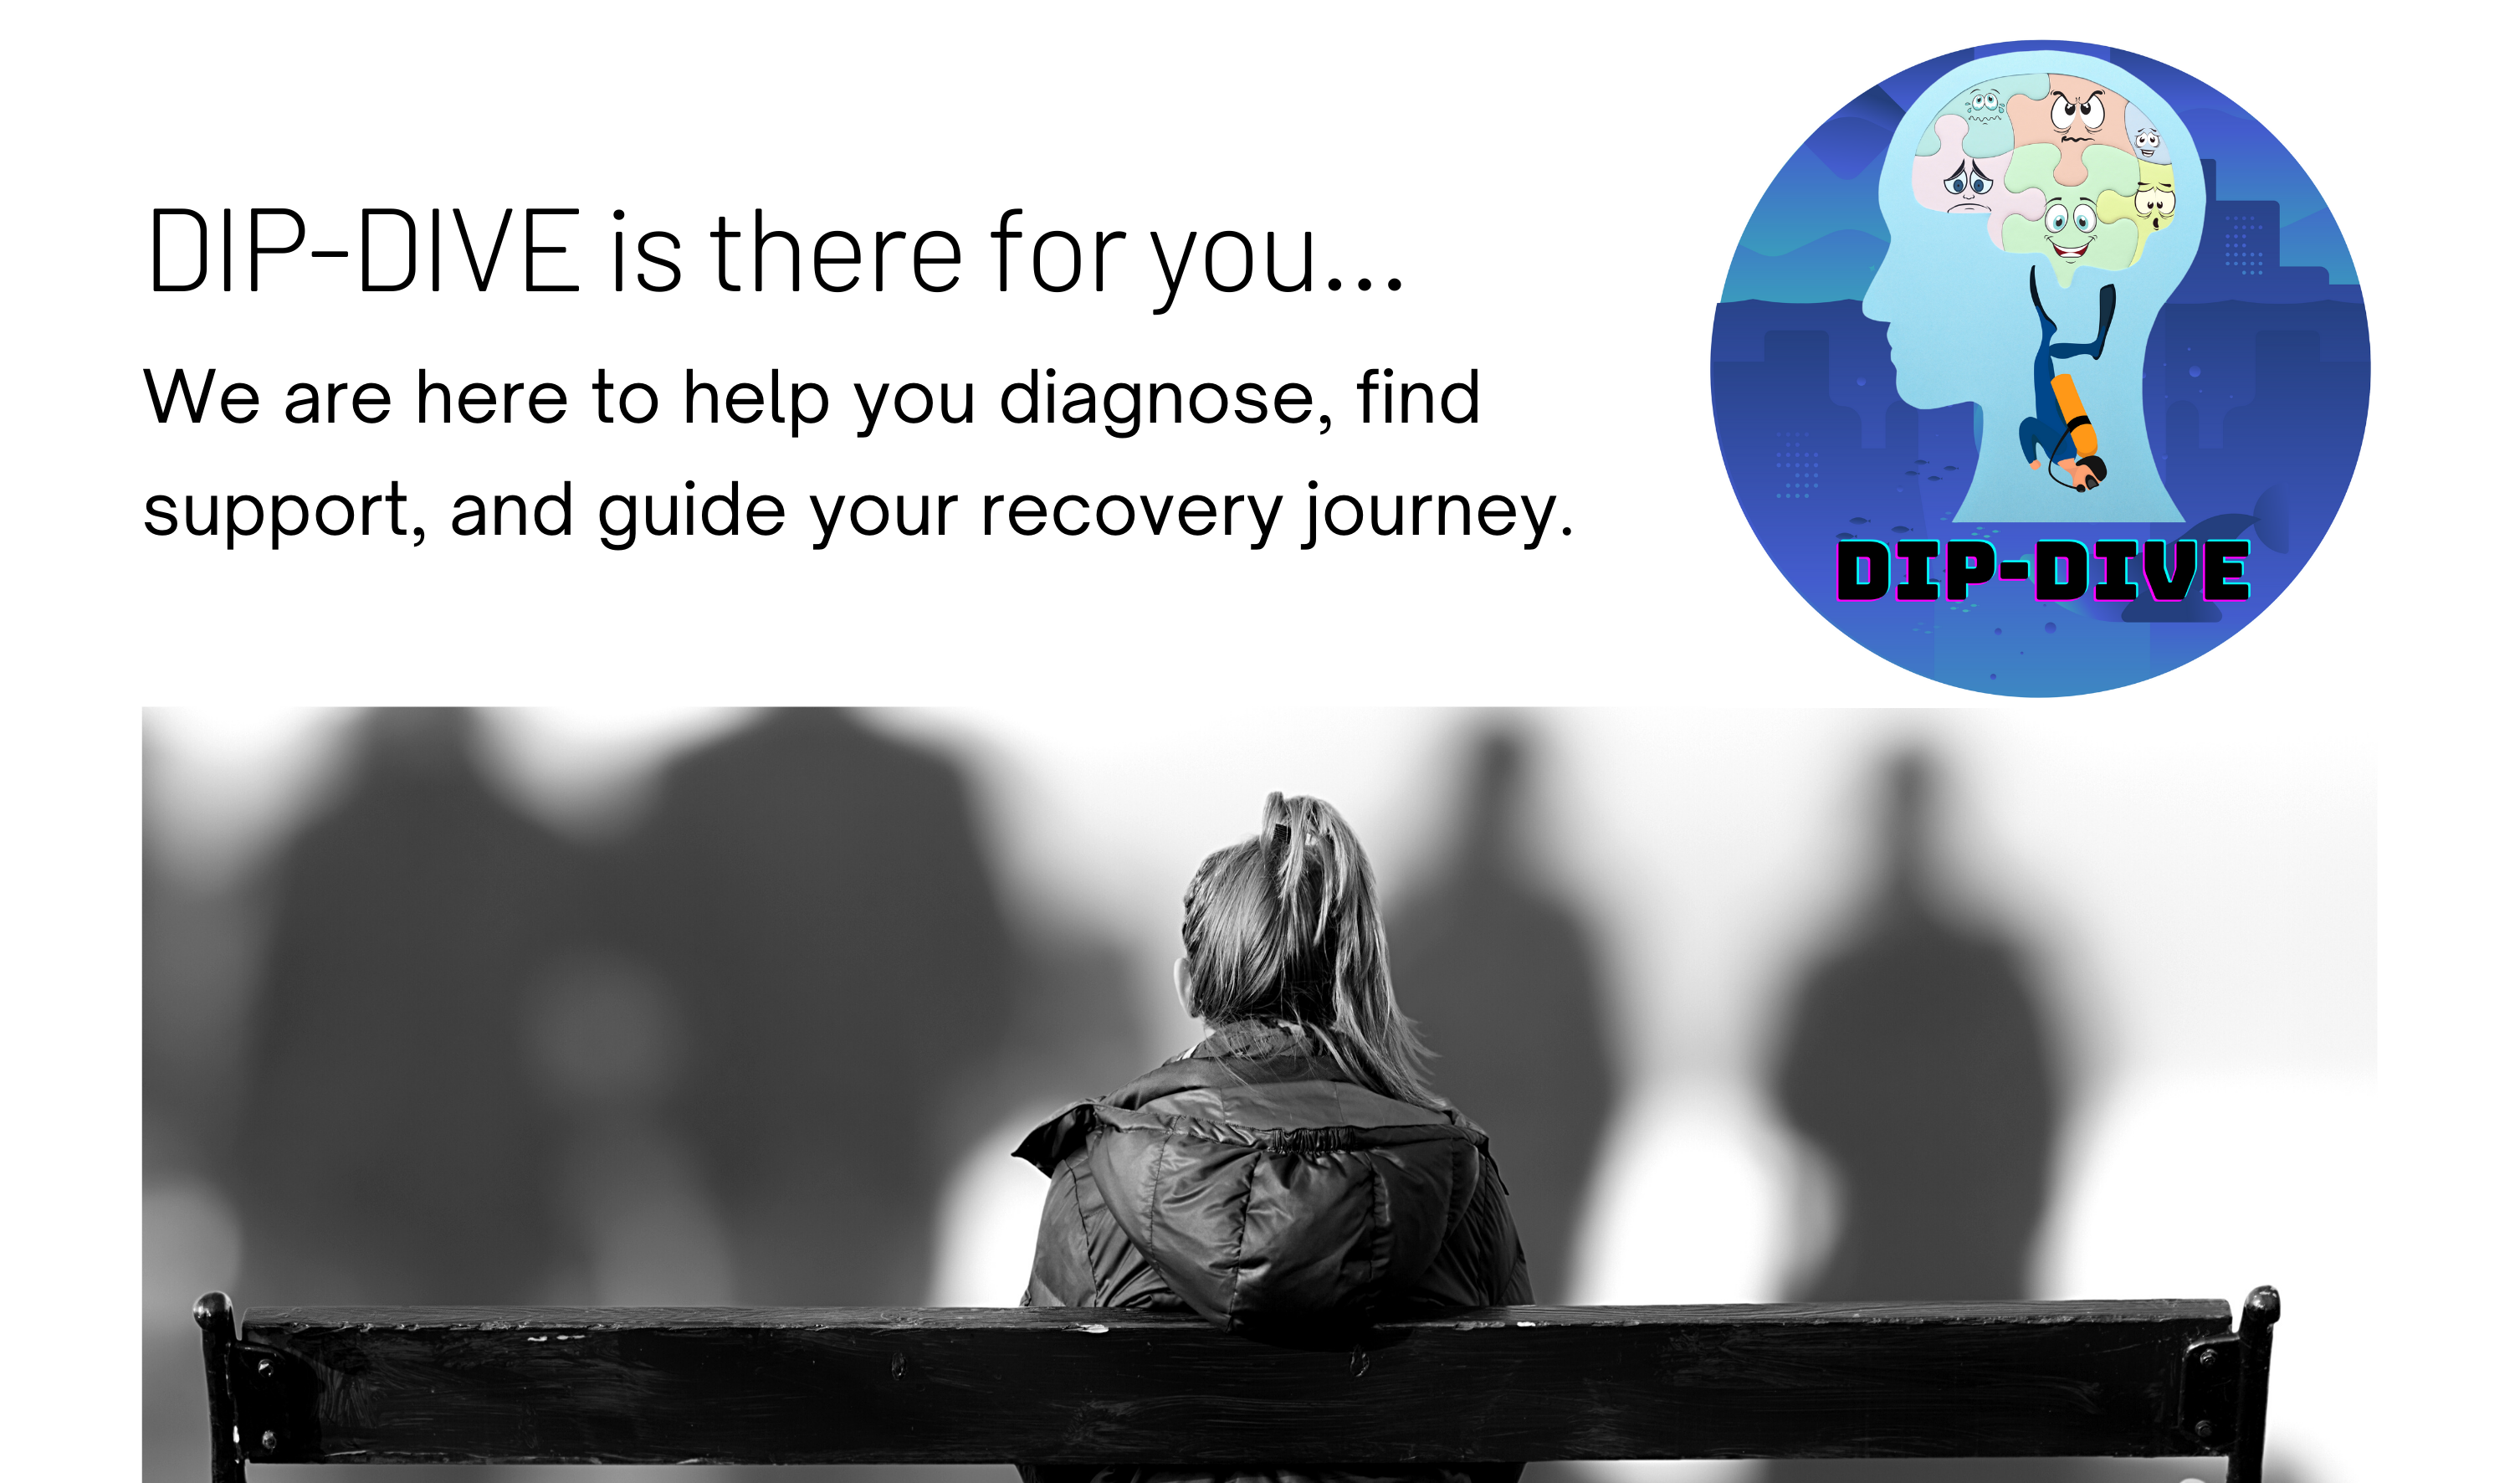 DIP-DIVE is there for you...
We are here to help you diagnose, find
support, and guide your recovery journey.
DIP-DIVE